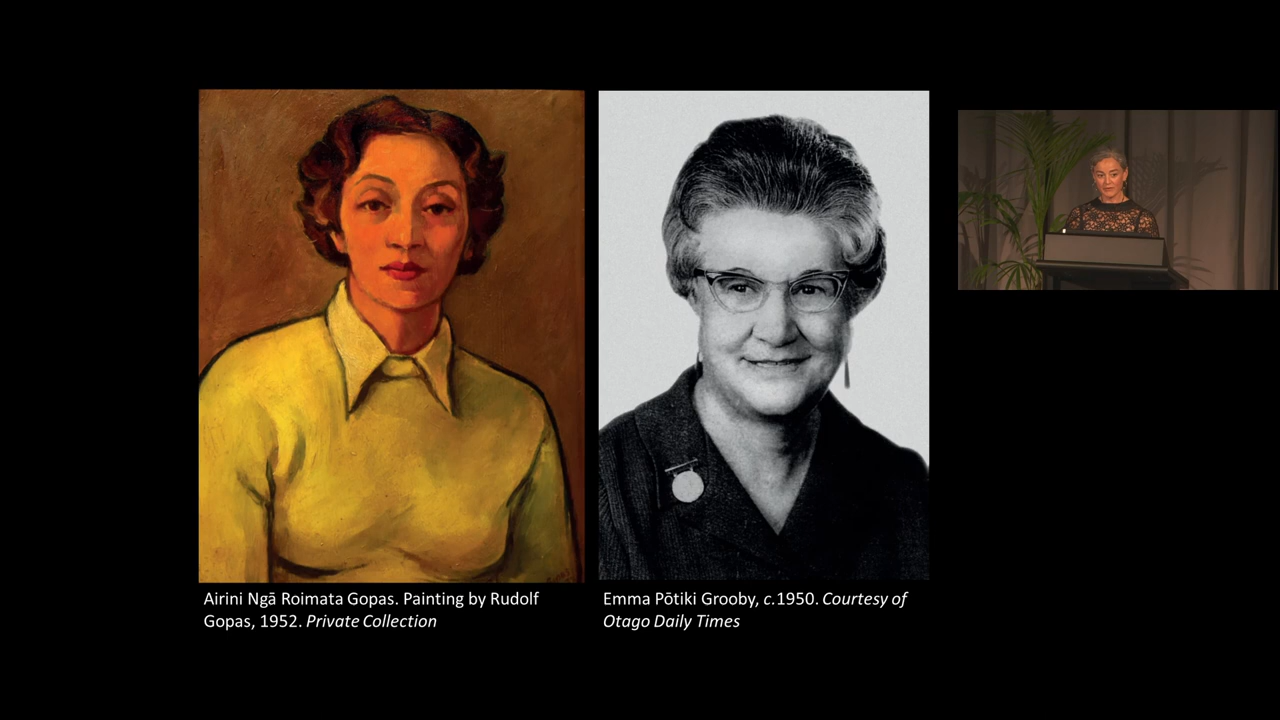 Airini Ngā Roimata Gopas. Painting by Rudolf
Gopas, 1952. Private Collection
Emma Pōtiki Grooby, c.1950. Courtesy of
Otago Daily Times